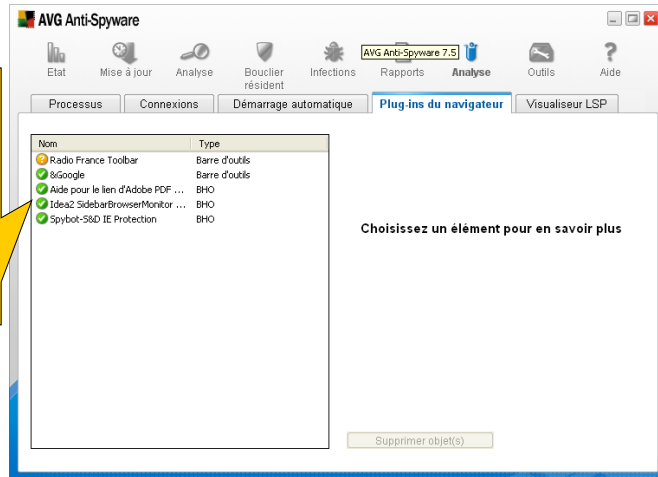 AVG Anti-Spyware
AVG Anti-Spyware 7.5
Etat
Mise à jour
Analyse
Bouclier résident
Infections
Rapports
Analyse
Outils
Aide
Processus
Connexions
Démarrage automatique
Plug-ins du navigateur
Visualiseur LSP
Nom Type
Radio France Toolbar Barre d'outils
&Google Barre d'outils
Aide pour le lien d'Adobe PDF ... BHO
Idea2 SidebarBrowserMonitor ... BHO
Spybot-S&D IE Protection BHO
Choisissez un élément pour en savoir plus
Supprimer objet(s)